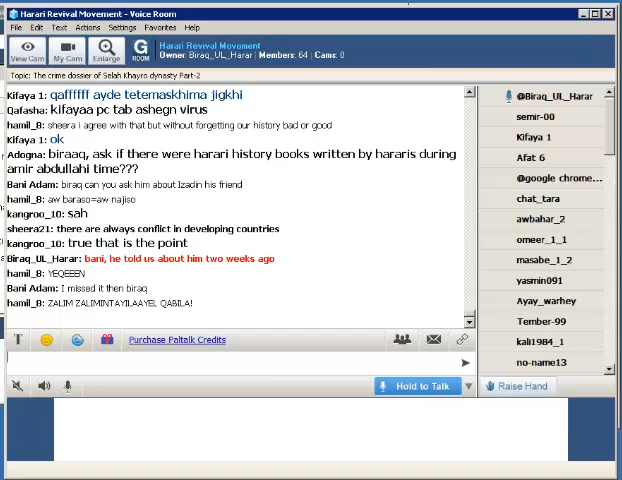 Harari Revival Movement - Voice Room
File Edit Text Actions Settings Favorites Help
View Cam
My Cam
Enlarge
G
ROOM
Harari Revival Movement
Owner: Biraq_UL_Harar | Members: 64 | Cams: 0
Topic: The crime dossier of Selah Khayro dynasty Part-2
Kifaya 1: qaffffff ayde tetemaskhima jigkhi
Qafasha: kifayaa pc tab ashegn virus
hamil_8: sheera i agree with that but without forgetting our history bad or good
Kifaya 1: ok
Adogna: biraaq, ask if there were harari history books written by hararis during
amir abdullahi time???
Bani Adam: biraq can you ask him about Izadin his friend
hamil_8: aw baraso=aw najiso
kangroo_10: sah
sheera21: there are always conflict in developing countries
kangroo_10: true that is the point
Biraq_UL_Harar: bani, he told us about him two weeks ago
hamil_8: YEQEEEN
Bani Adam: I missed it then biraq
hamil_8: ZALIM ZALIMINTAYILAAYEL QABILA!
@Biraq_UL_Harar
semir-00
Kifaya 1
Afat 6
@google chrome...
chat_tara
awbahar_2
omeer_1_1
masabe_1_2
yasmin091
Ayay_warhey
Tember-99
kali1984_1
no-name13
T
Purchase Paltalk Credits
Hold to Talk
Raise Hand